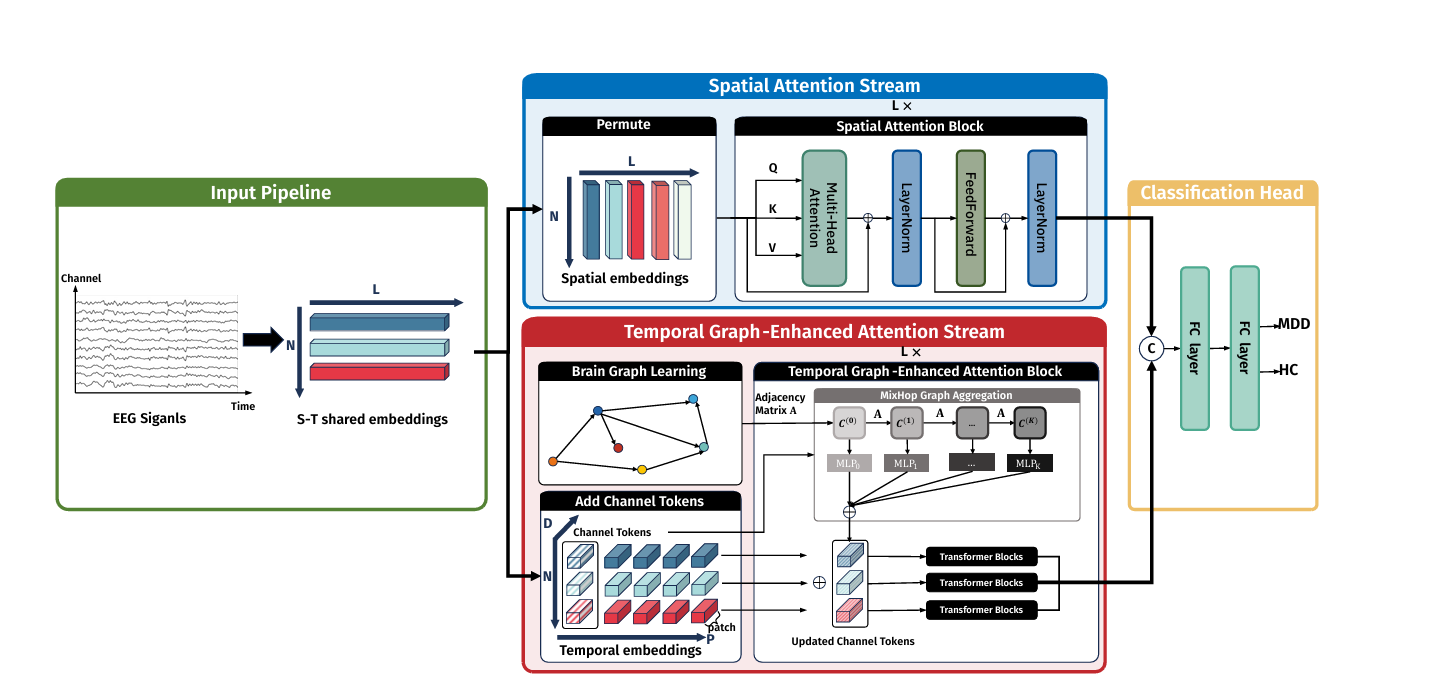 Input Pipeline
Channel
Time
EEG Siganls
L
N
S-T shared embeddings
Spatial Attention Stream
L ×
Permute
L
N
Spatial embeddings
Spatial Attention Block
Q
K
V
Multi-Head
Attention
LayerNorm
FeedForward
LayerNorm
Temporal Graph-Enhanced Attention Stream
L ×
Brain Graph Learning
Add Channel Tokens
D
Channel Tokens
N
patch
P
Temporal embeddings
Temporal Graph-Enhanced Attention Block
Adjacency
Matrix A
MixHop Graph Aggregation
C(0) A C(1) A ... A C(K)
MLP0 MLP1 ... MLPK
Transformer Blocks
Transformer Blocks
Transformer Blocks
Updated Channel Tokens
Classification Head
C
FC layer
FC layer
MDD
HC